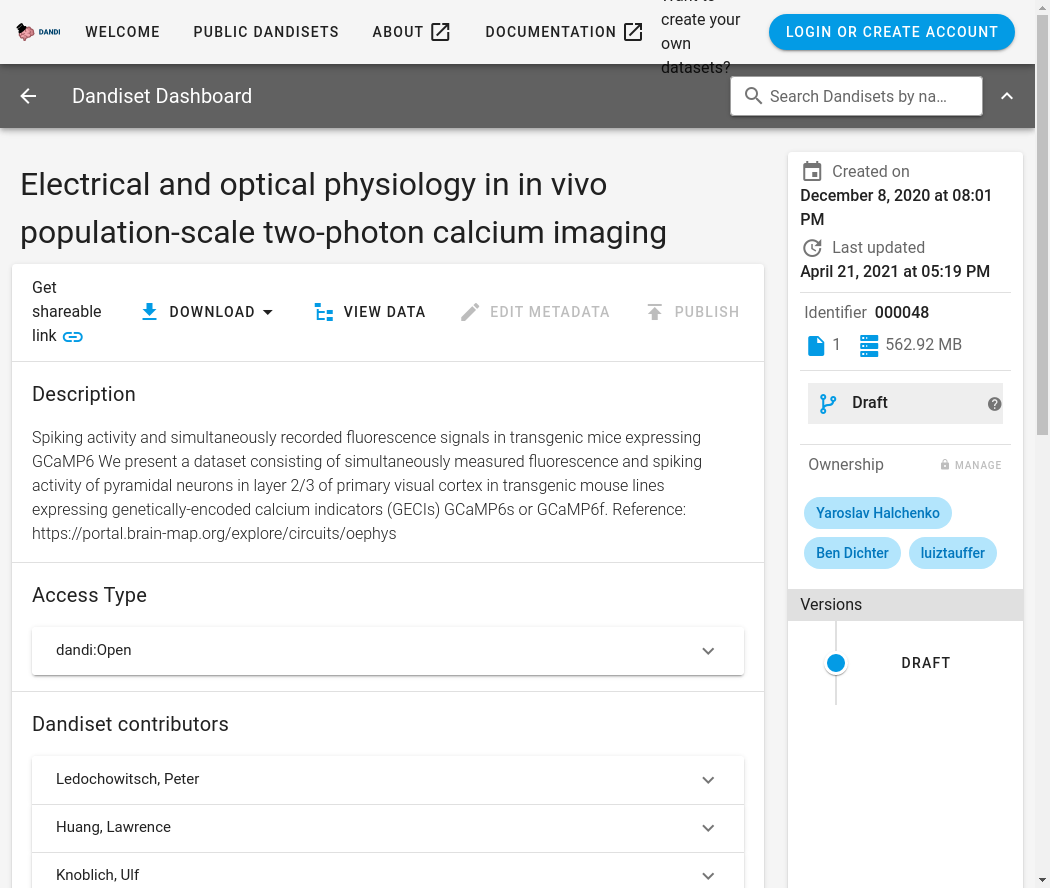 DANDI
WELCOME
PUBLIC DANDISETS
ABOUT
DOCUMENTATION
create your
own
datasets?
LOGIN OR CREATE ACCOUNT
Dandiset Dashboard
Search Dandisets by na…
Electrical and optical physiology in in vivo
population-scale two-photon calcium imaging
Get
shareable
link
DOWNLOAD
VIEW DATA
EDIT METADATA
PUBLISH
Description
Spiking activity and simultaneously recorded fluorescence signals in transgenic mice expressing
GCaMP6 We present a dataset consisting of simultaneously measured fluorescence and spiking
activity of pyramidal neurons in layer 2/3 of primary visual cortex in transgenic mouse lines
expressing genetically-encoded calcium indicators (GECIs) GCaMP6s or GCaMP6f. Reference:
https://portal.brain-map.org/explore/circuits/oephys
Access Type
dandi:Open
Dandiset contributors
Ledochowitsch, Peter
Huang, Lawrence
Knoblich, Ulf
Created on
December 8, 2020 at 08:01
PM
Last updated
April 21, 2021 at 05:19 PM
Identifier 000048
1
562.92 MB
Draft
?
Ownership
MANAGE
Yaroslav Halchenko
Ben Dichter
luiztauffer
Versions
DRAFT